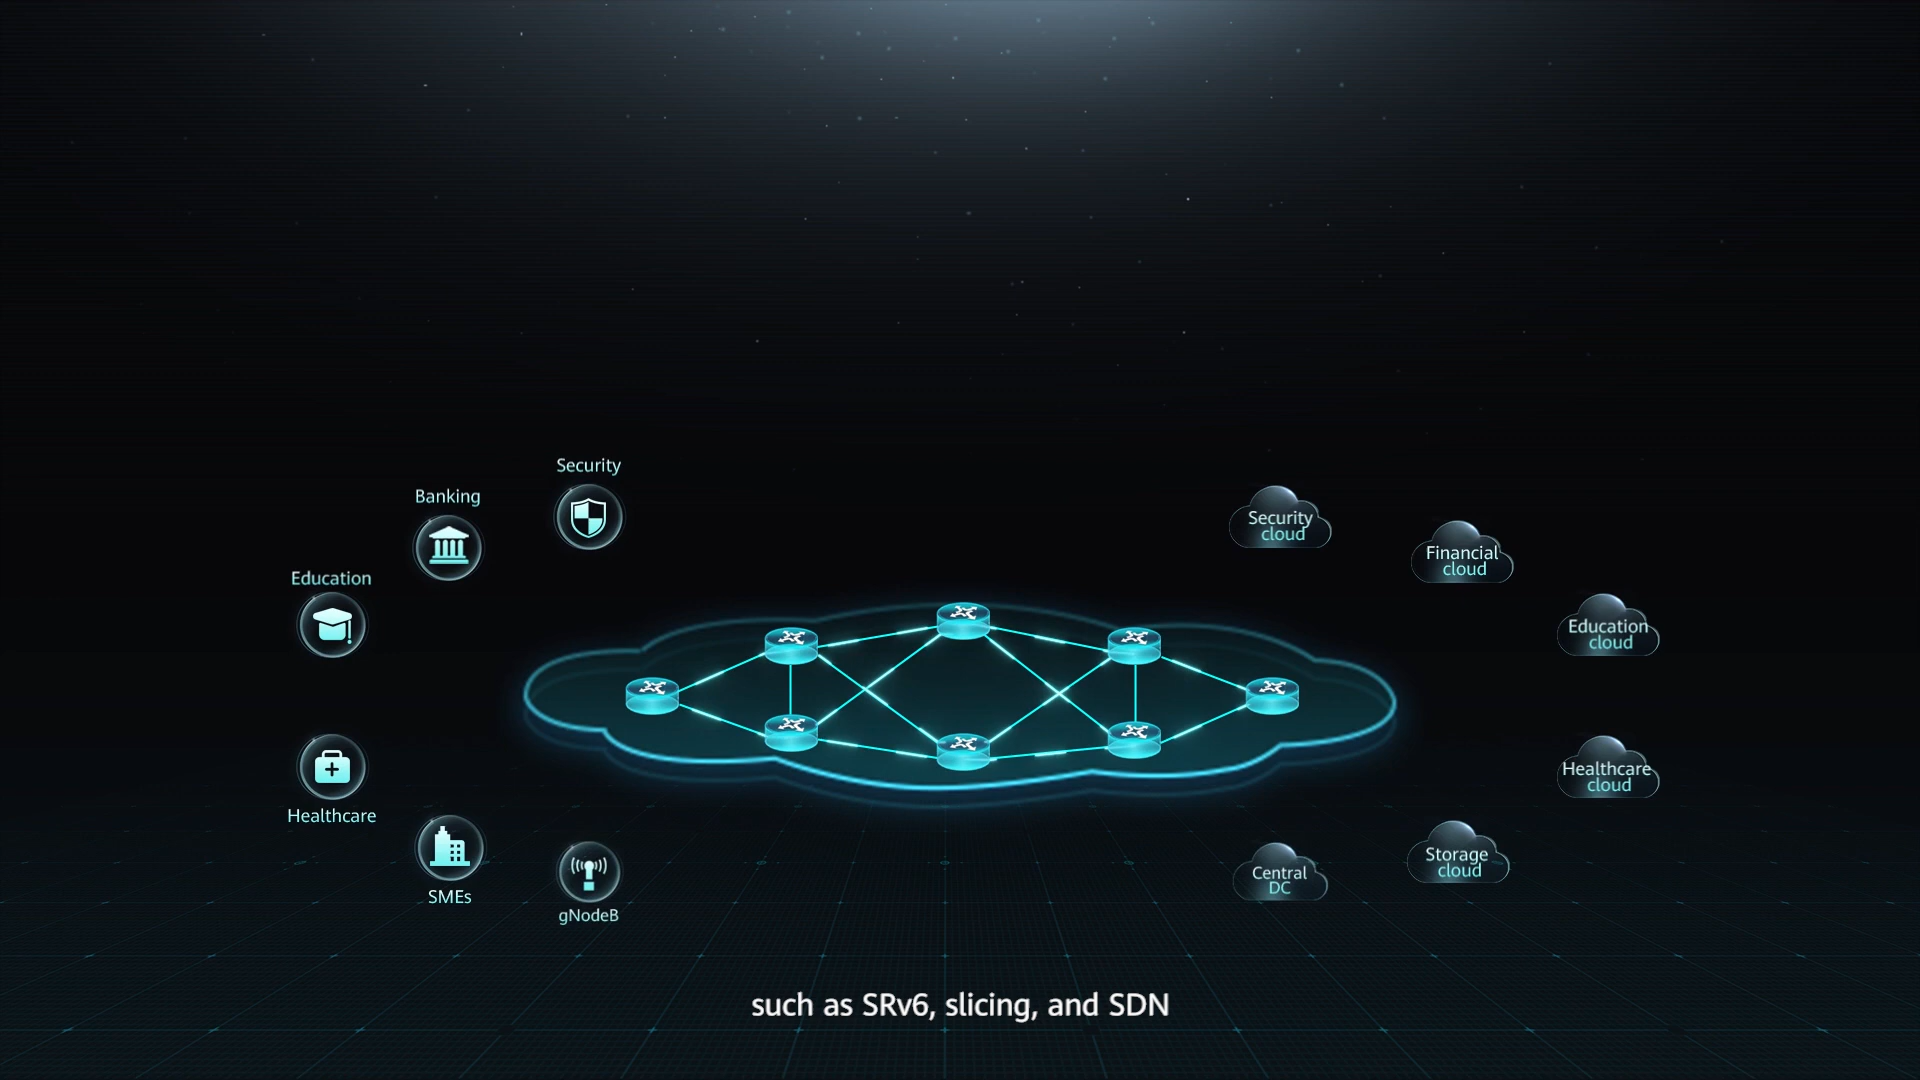 Security
Banking
Education
Healthcare
SMEs
gNodeB
Security
cloud
Financial
cloud
Education
cloud
Healthcare
cloud
Storage
cloud
Central
DC
such as SRv6, slicing, and SDN